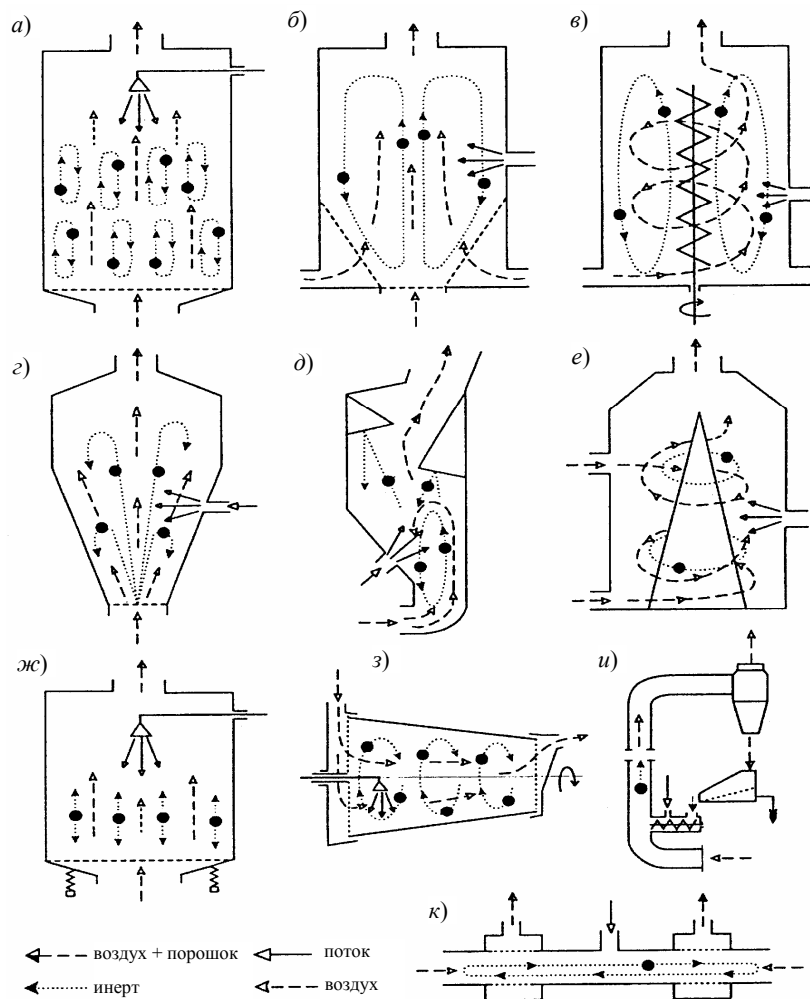 а) б) в)
г) д) е)
ж) з) и)
к)
воздух + порошок поток
инерт воздух